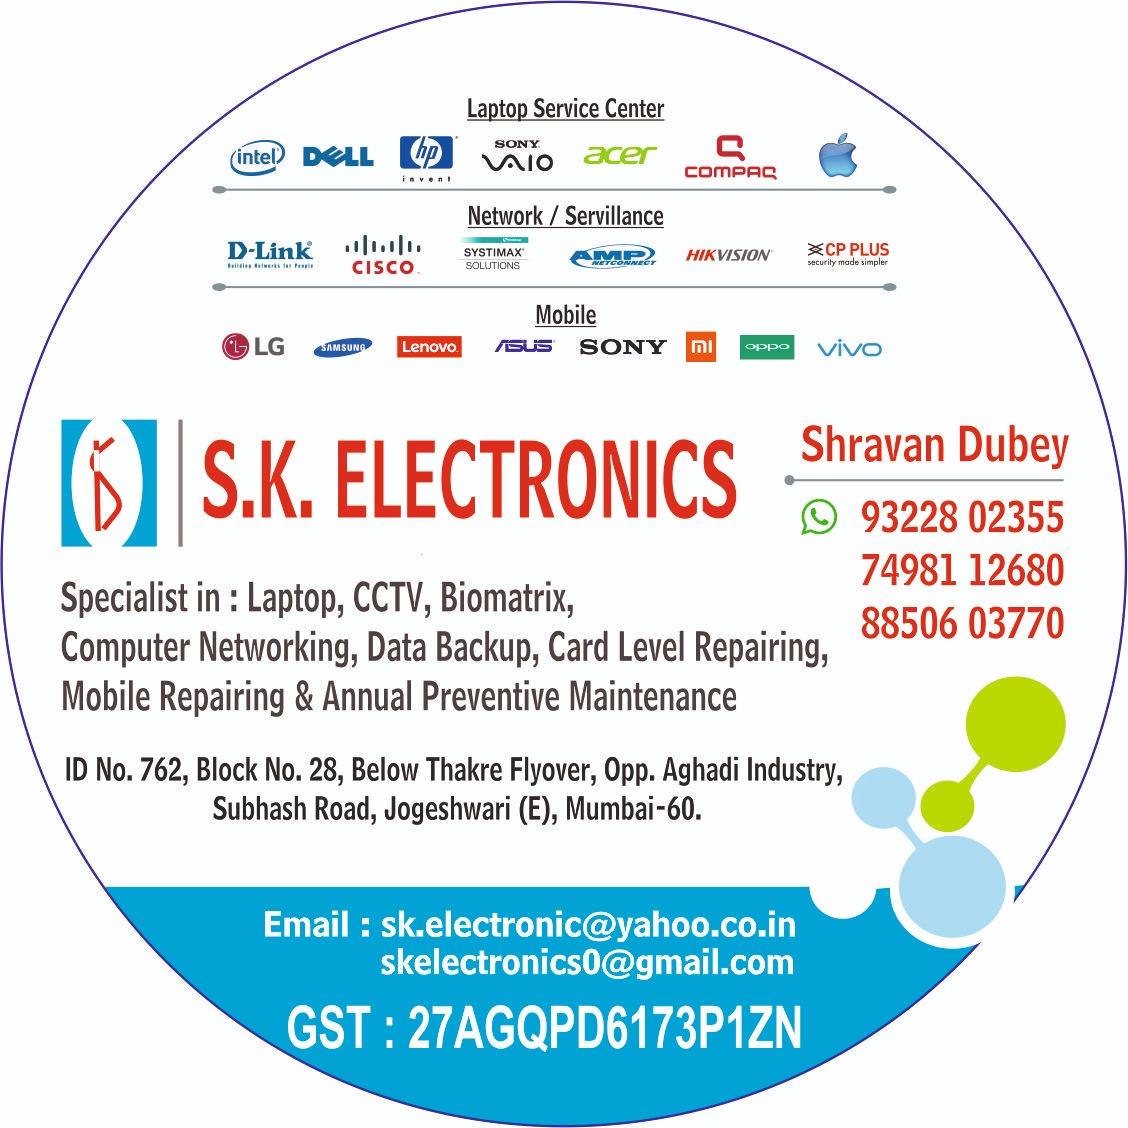 Laptop Service Center
intel DELL hp invent SONY VAIO acer COMPAQ
Network / Servillance
D-Link Building Networks for People CISCO SYSTIMAX SOLUTIONS AMP NETCONNECT HIKVISION CP PLUS security made simpler
Mobile
LG SAMSUNG Lenovo ASUS SONY mi oppo vivo
S.K. ELECTRONICS
Shravan Dubey
93228 02355
74981 12680
88506 03770
Specialist in : Laptop, CCTV, Biomatrix,
Computer Networking, Data Backup, Card Level Repairing,
Mobile Repairing & Annual Preventive Maintenance
ID No. 762, Block No. 28, Below Thakre Flyover, Opp. Aghadi Industry,
Subhash Road, Jogeshwari (E), Mumbai-60.
Email : sk.electronic@yahoo.co.in
skelectronics0@gmail.com
GST : 27AGQPD6173P1ZN